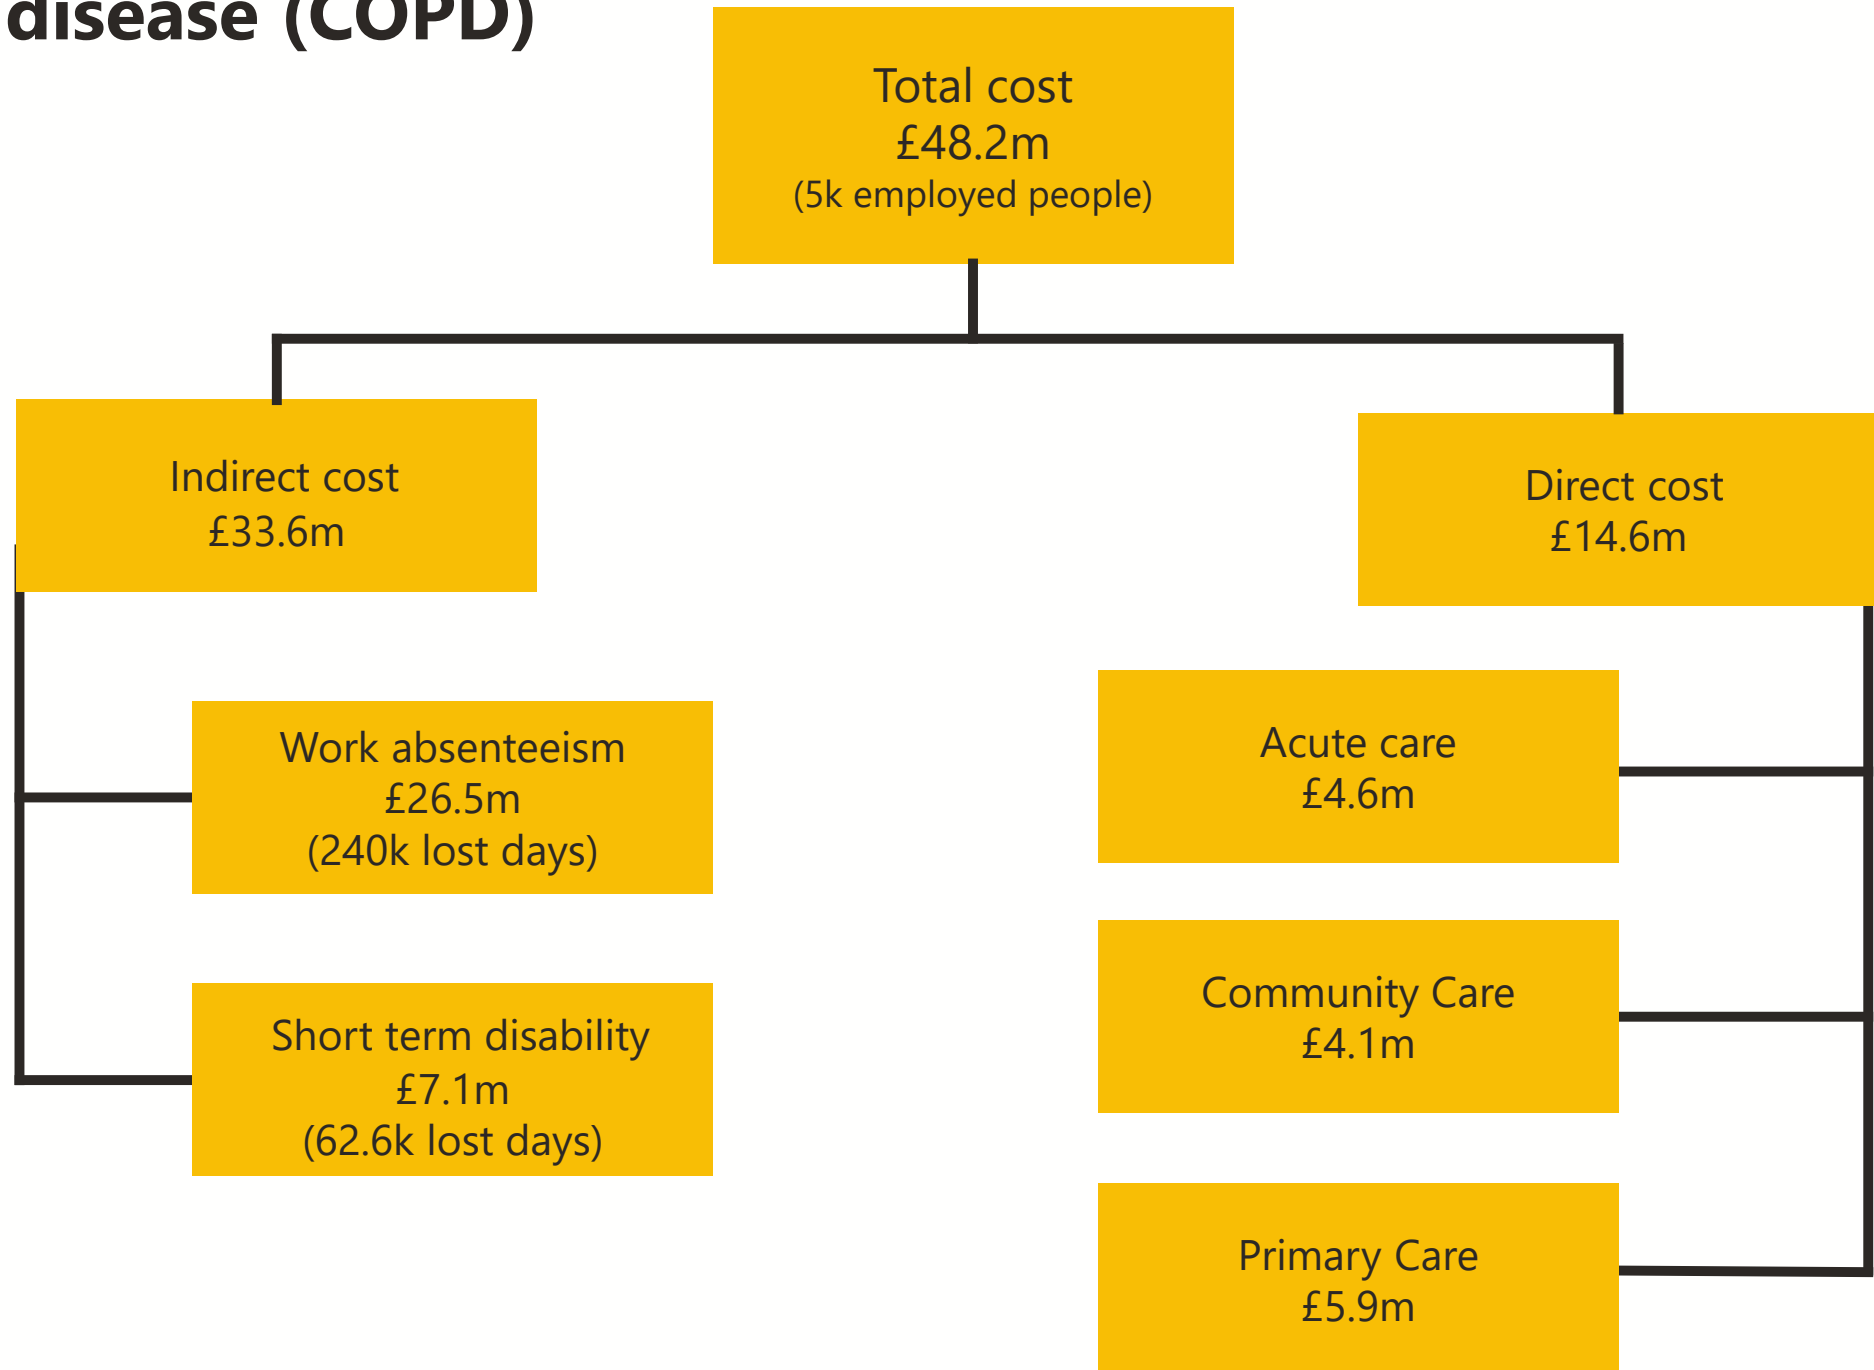 disease (COPD)
Total cost
£48.2m
(5k employed people)
Indirect cost
£33.6m
Direct cost
£14.6m
Work absenteeism
£26.5m
(240k lost days)
Short term disability
£7.1m
(62.6k lost days)
Acute care
£4.6m
Community Care
£4.1m
Primary Care
£5.9m